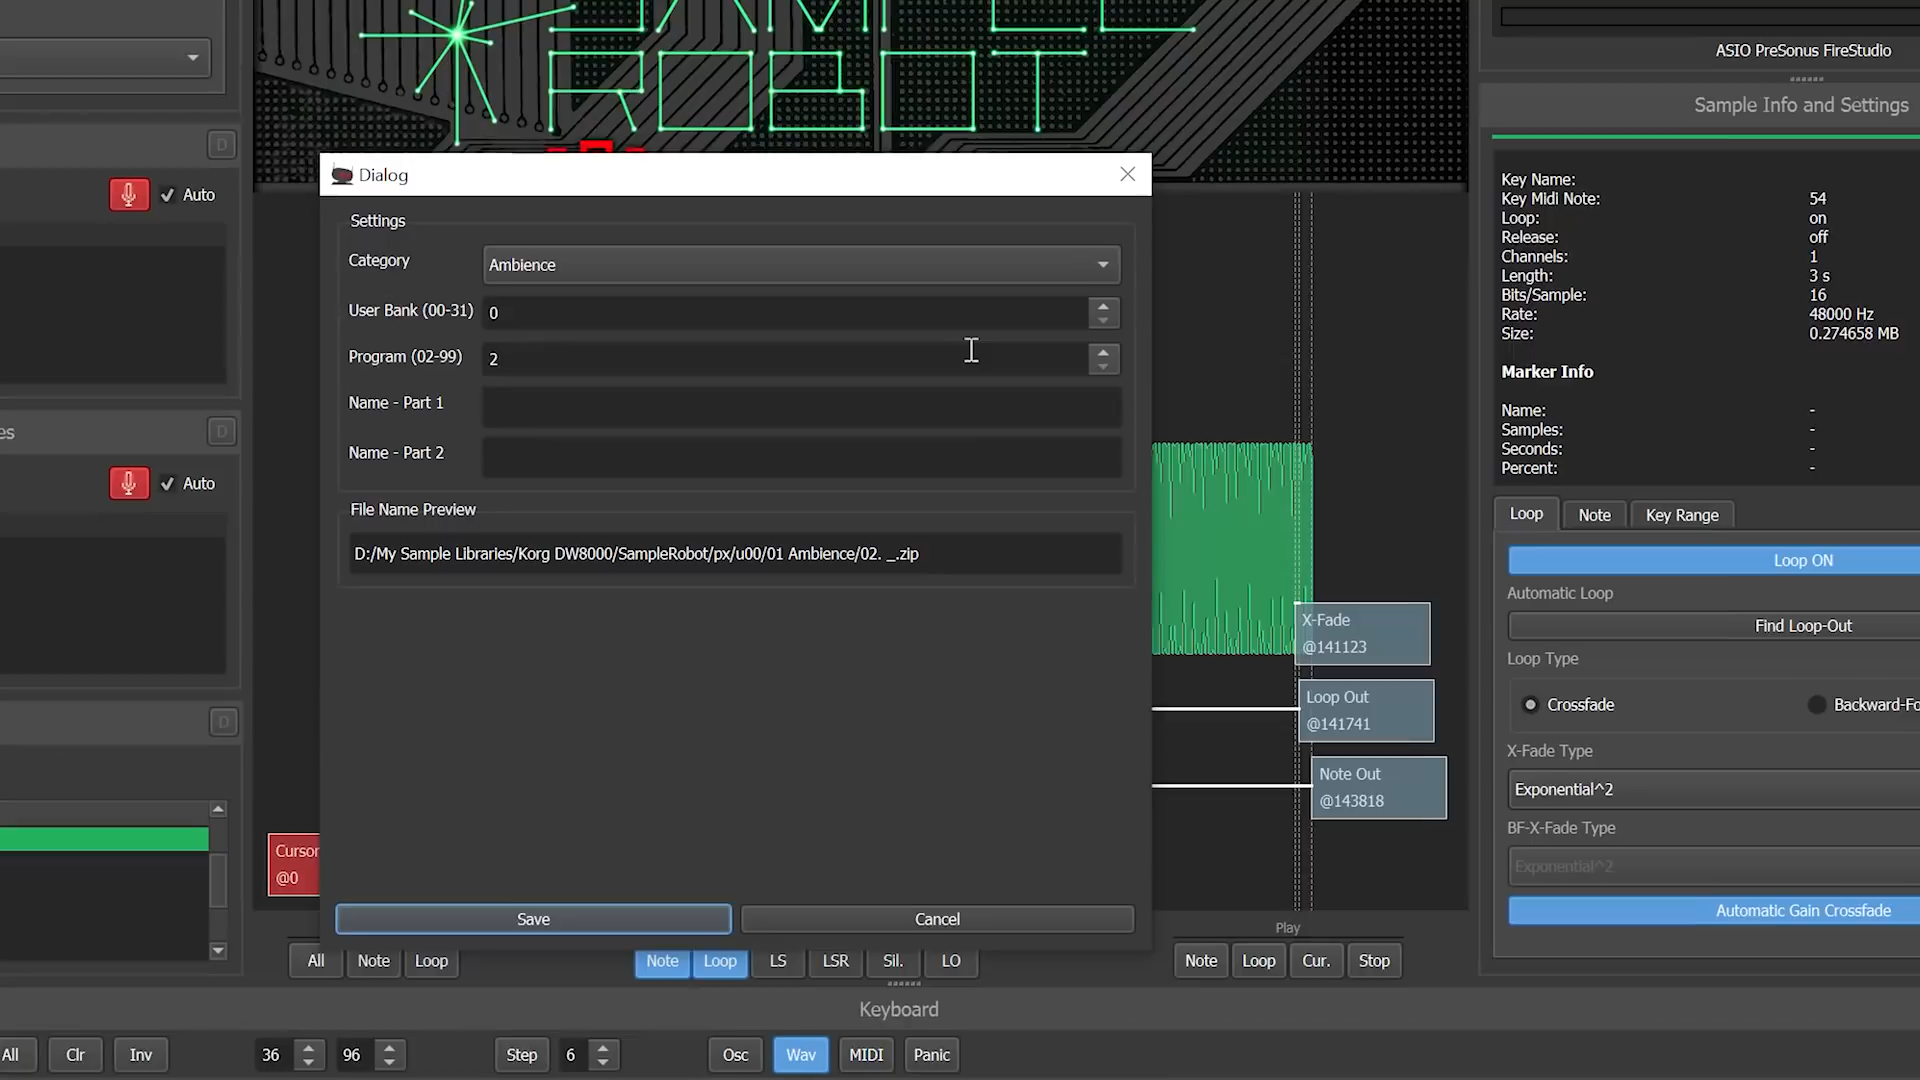 ROBOT
ASIO PreSonus FireStudio
Sample Info and Settings
D
Auto
Dialog
Settings
Category
Ambience
User Bank (00-31)
0
Program (02-99)
2
Name - Part 1
Name - Part 2
File Name Preview
D:/My Sample Libraries/Korg DW8000/SampleRobot/px/u00/01 Ambience/02. _.zip
Save
Cancel
Key Name:
Key Midi Note: 54
Loop: on
Release: off
Channels: 1
Length: 3 s
Bits/Sample: 16
Rate: 48000 Hz
Size: 0.274658 MB
Marker Info
Name: -
Samples: -
Seconds: -
Percent: -
es
D
Auto
D
Loop Note Key Range
Loop ON
Automatic Loop
Find Loop-Out
Loop Type
Crossfade Backward-Fo
X-Fade Type
Exponential^2
BF-X-Fade Type
Exponential^2
Automatic Gain Crossfade
X-Fade
@141123
Loop Out
@141741
Note Out
@143818
Cursor
@0
Play
All Note Loop Note Loop LS LSR Sil. LO Note Loop Cur. Stop
Keyboard
All Clr Inv 36 96 Step 6 Osc Wav MIDI Panic